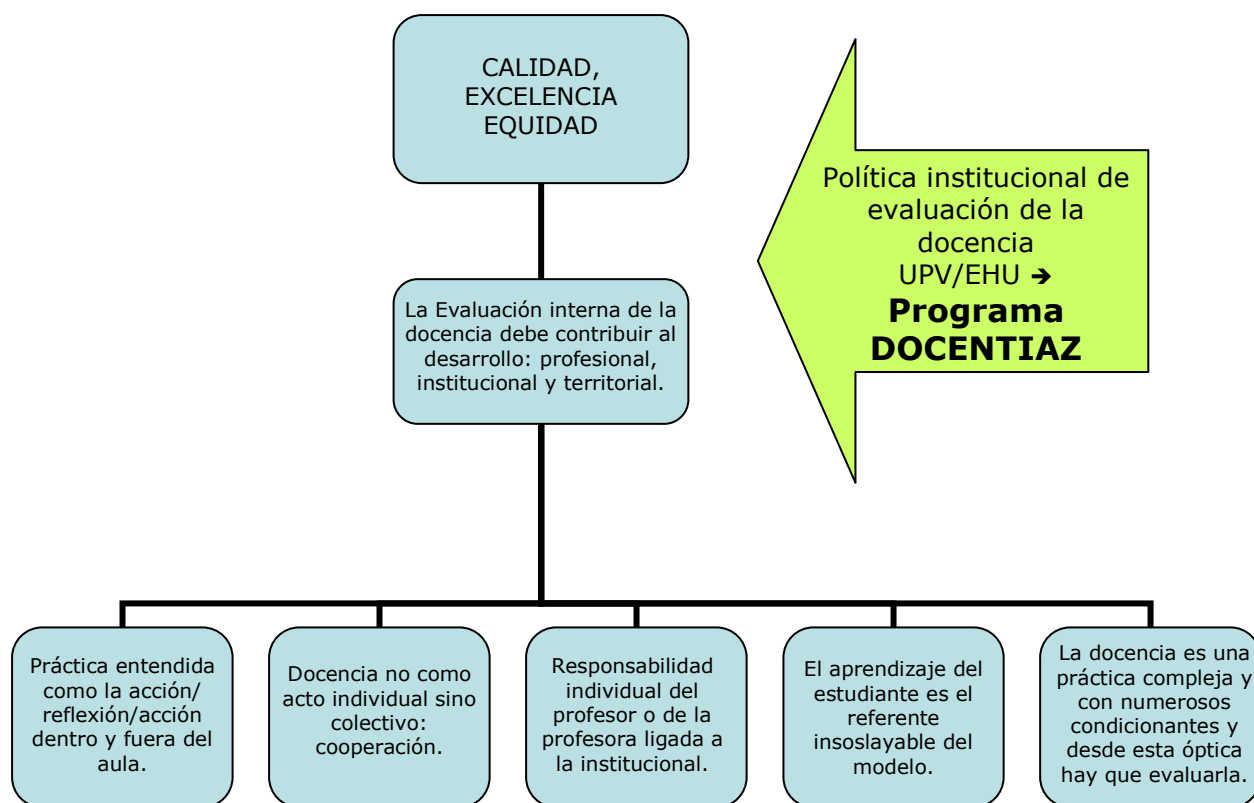 CALIDAD,
EXCELENCIA
EQUIDAD
Política institucional de
evaluación de la
docencia
UPV/EHU ➔
Programa
DOCENTIAZ
La Evaluación interna de la
docencia debe contribuir al
desarrollo: profesional,
institucional y territorial.
Práctica entendida
como la acción/
reflexión/acción
dentro y fuera del
aula.
Docencia no como
acto individual sino
colectivo:
cooperación.
Responsabilidad
individual del
profesor o de la
profesora ligada a
la institucional.
El aprendizaje del
estudiante es el
referente
insoslayable del
modelo.
La docencia es una
práctica compleja y
con numerosos
condicionantes y
desde esta óptica
hay que evaluarla.